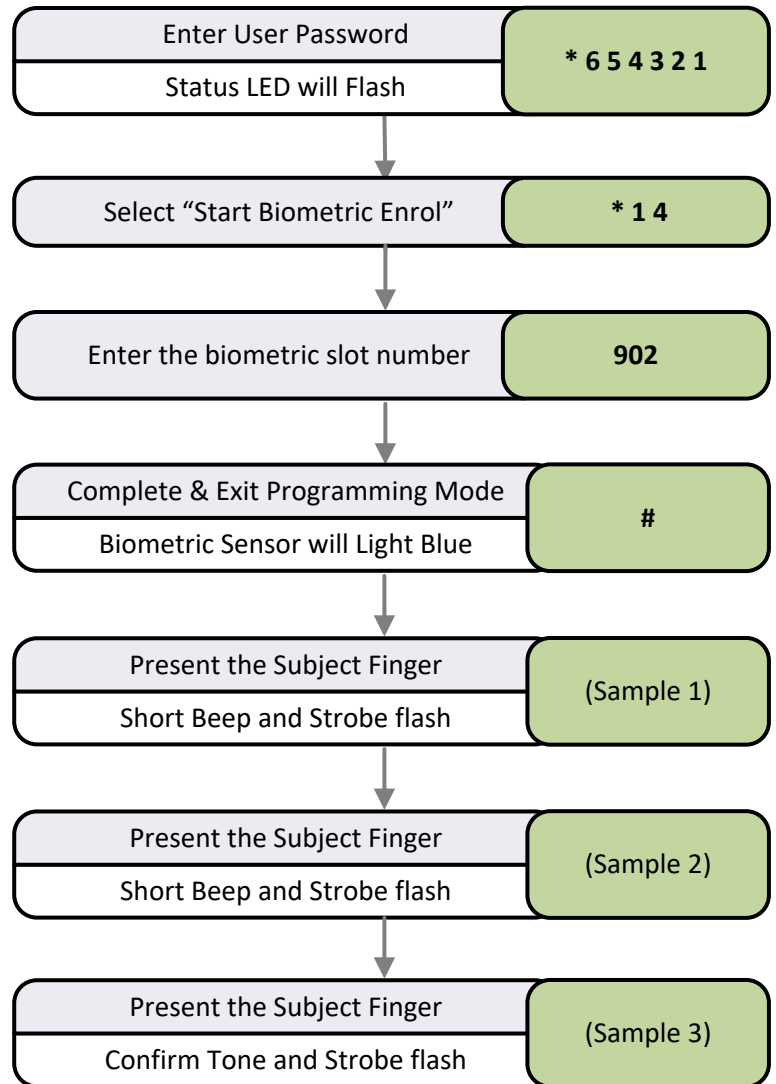 Enter User Password
* 6 5 4 3 2 1
Status LED will Flash
Select “Start Biometric Enrol”
* 1 4
Enter the biometric slot number
902
Complete & Exit Programming Mode
#
Biometric Sensor will Light Blue
Present the Subject Finger
(Sample 1)
Short Beep and Strobe flash
Present the Subject Finger
(Sample 2)
Short Beep and Strobe flash
Present the Subject Finger
(Sample 3)
Confirm Tone and Strobe flash